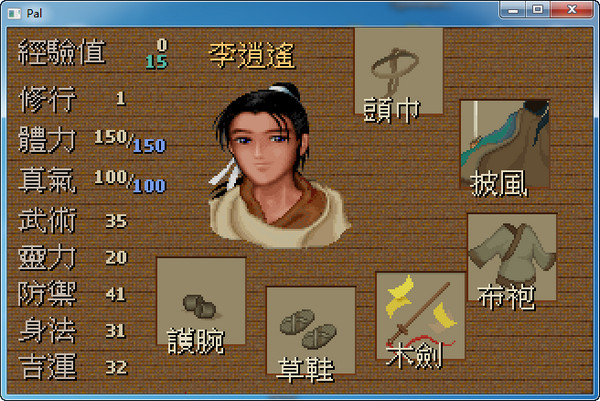 Pal
經驗值 0
15
李逍遙
修行 1
體力 150/150
真氣 100/100
武術 35
靈力 20
防禦 41
身法 31
吉運 32
頭巾
披風
布袍
護腕
草鞋
木劍